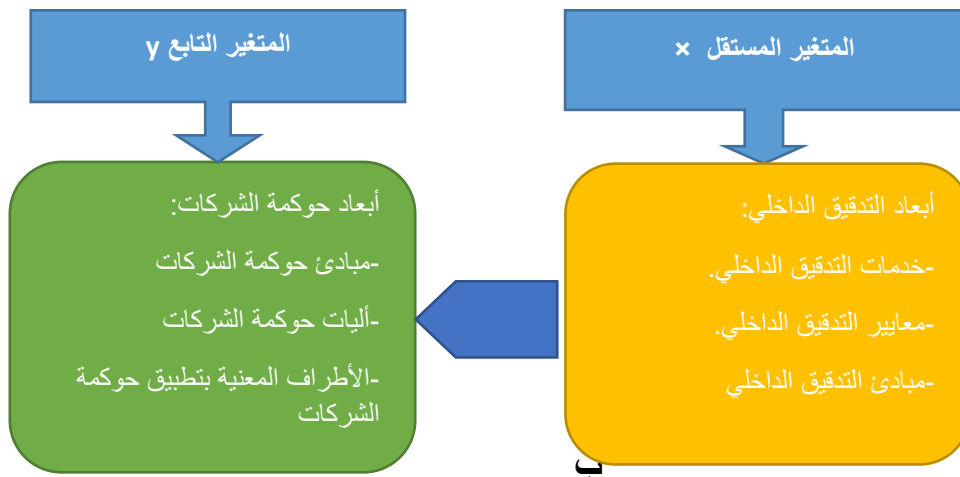 المتغير المستقل ×
المتغير التابع y
أبعاد التدقيق الداخلي:
-خدمات التدقيق الداخلي.
-معايير التدقيق الداخلي.
-مبادئ التدقيق الداخلي
أبعاد حوكمة الشركات:
-مبادئ حوكمة الشركات
-أليات حوكمة الشركات
-الأطراف المعنية بتطبيق حوكمة
الشركات